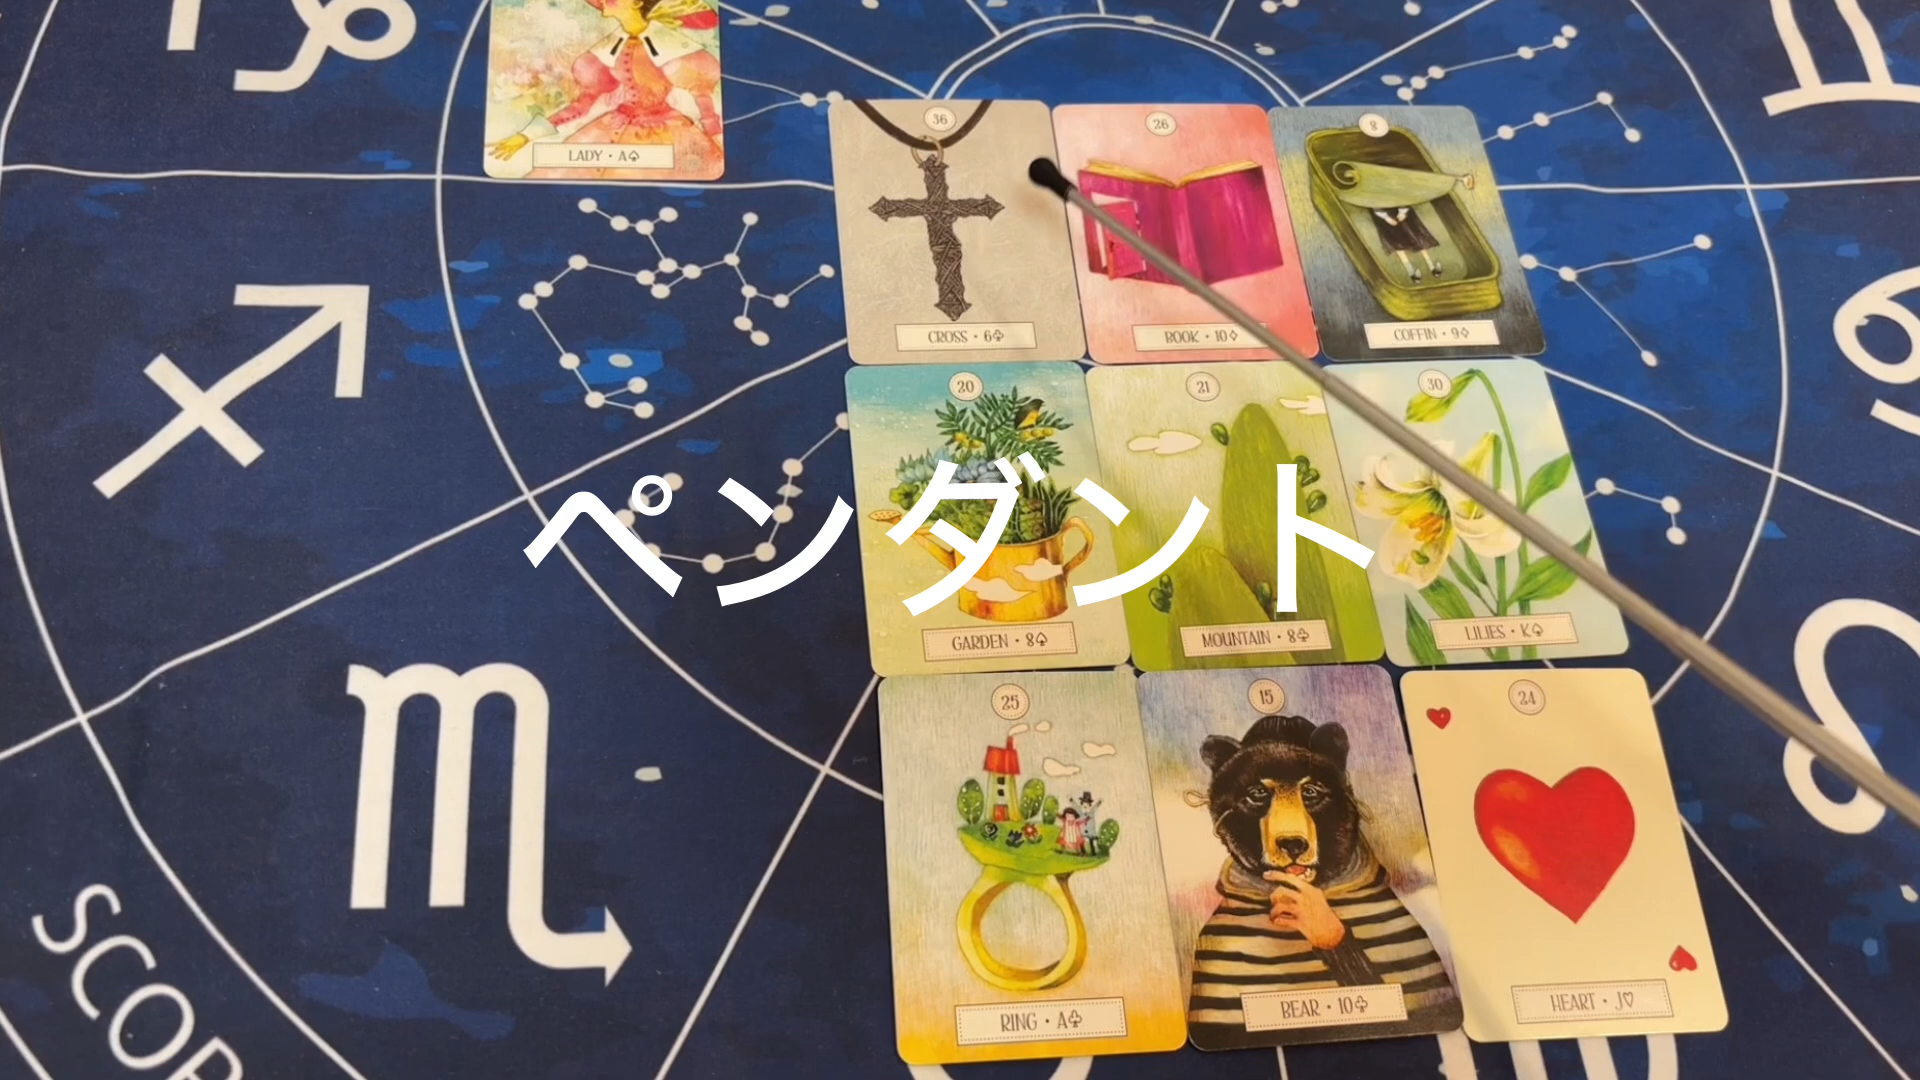 LADY • A♤
36
CROSS • 6♧
26
BOOK • 10♢
8
COFFIN • 9♢
20
GARDEN • 8♤
21
MOUNTAIN • 8♧
30
LILIES • K♤
ペンダント
25
RING • A♧
15
BEAR • 10♧
24
HEART • J♡
SCOR